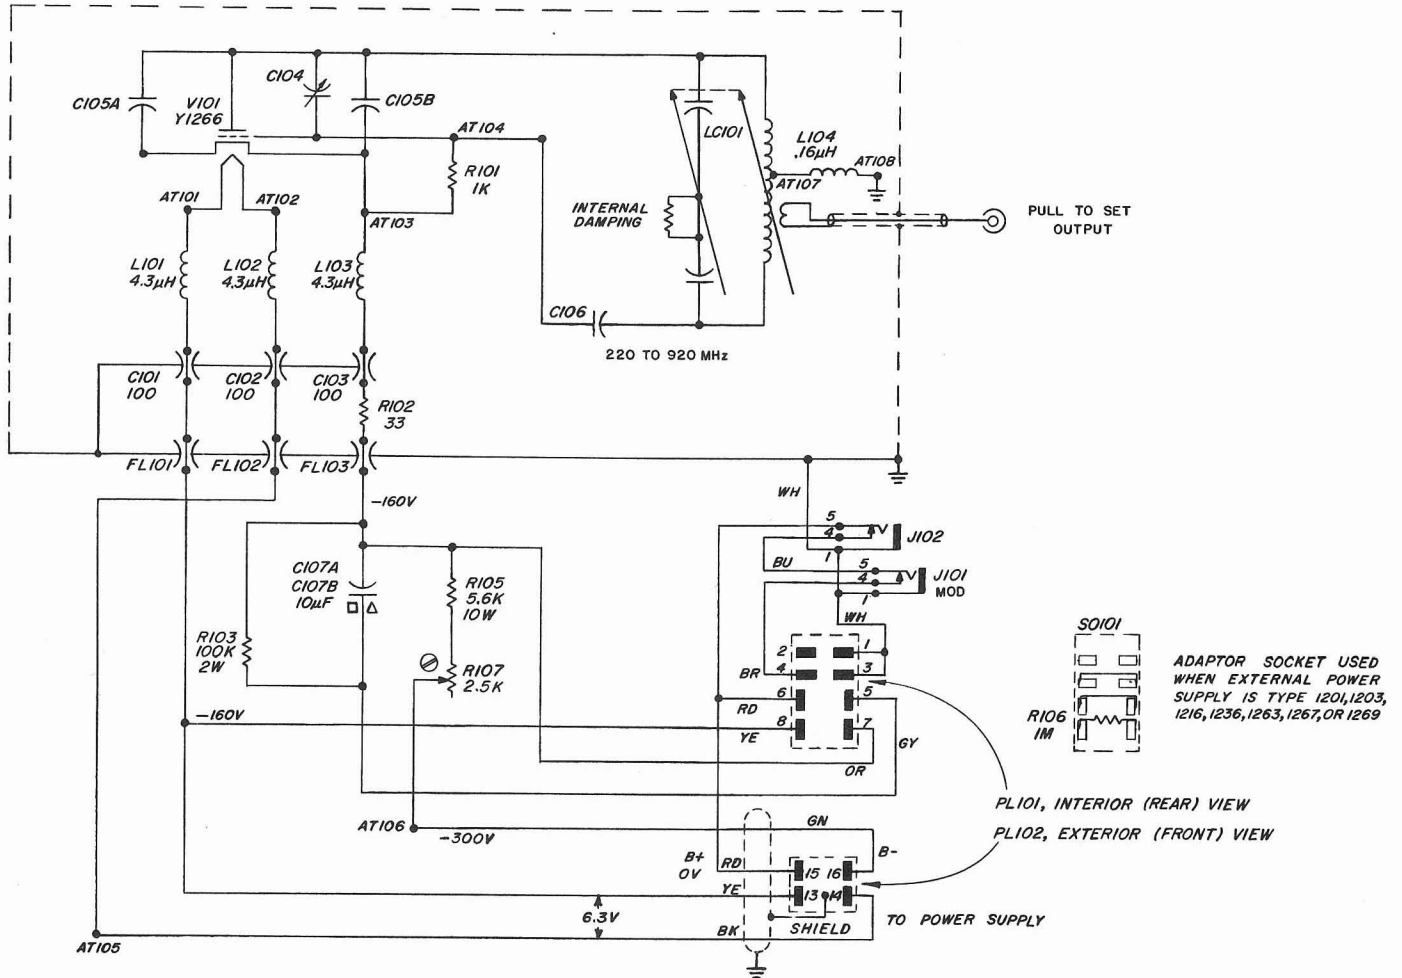 C105A
V101
Y1266
C104
C105B
AT104
R101
1K
AT101
AT102
AT103
L101
4.3µH
L102
4.3µH
L103
4.3µH
C106
INTERNAL
DAMPING
LC101
L104
.16µH
AT108
AT107
PULL TO SET
OUTPUT
220 TO 920 MHz
C101
100
C102
100
C103
100
R102
33
FL101
FL102
FL103
-160V
C107A
C107B
10µF
R105
5.6K
10W
R103
100K
2W
R107
2.5K
-160V
WH
5
4
1
J102
BU
5
4
1
J101
MOD
WH
2
1
BR
4
3
6
5
RD
8
7
YE
GY
OR
SO101
R106
1M
ADAPTOR SOCKET USED
WHEN EXTERNAL POWER
SUPPLY IS TYPE 1201,1203,
1216,1236,1263,1267,OR 1269
PL101, INTERIOR (REAR) VIEW
PL102, EXTERIOR (FRONT) VIEW
AT106
-300V
GN
B-
B+
0V
RD
15 16
YE
13 14
6.3V
BK
SHIELD
TO POWER SUPPLY
AT105